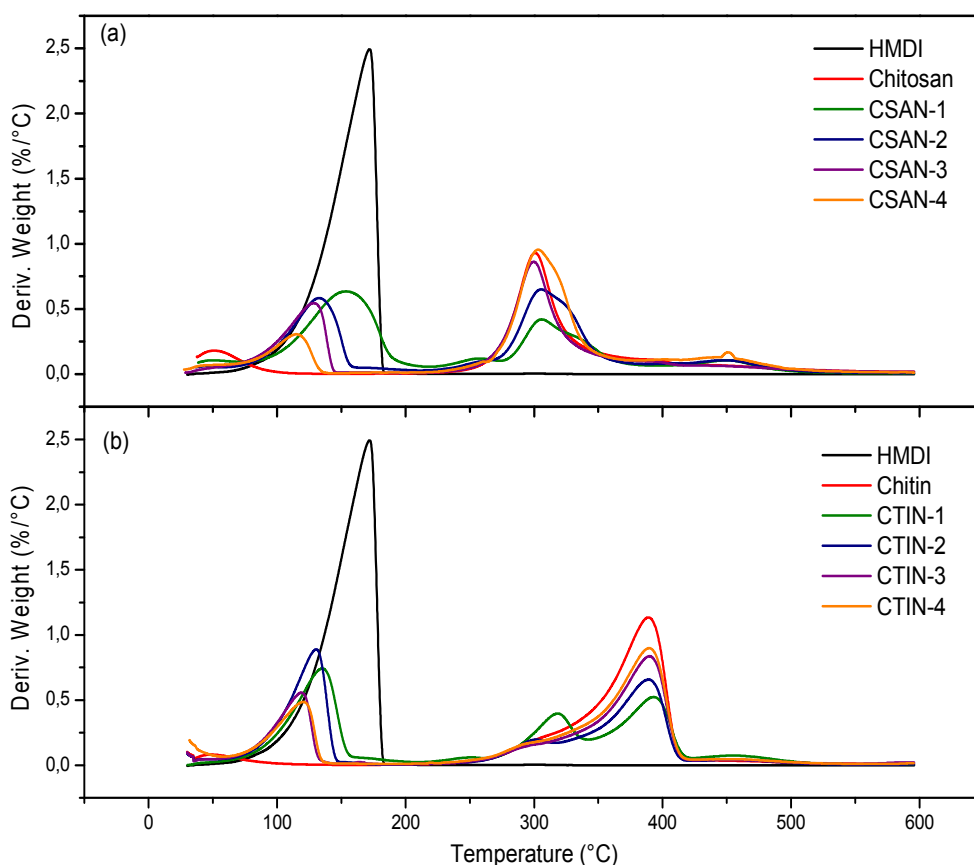 (a)
HMDI
Chitosan
CSAN-1
CSAN-2
CSAN-3
CSAN-4
2,5
2,0
1,5
1,0
0,5
0,0
Deriv. Weight (%/°C)
(b)
HMDI
Chitin
CTIN-1
CTIN-2
CTIN-3
CTIN-4
2,5
2,0
1,5
1,0
0,5
0,0
Deriv. Weight (%/°C)
0 100 200 300 400 500 600
Temperature (°C)